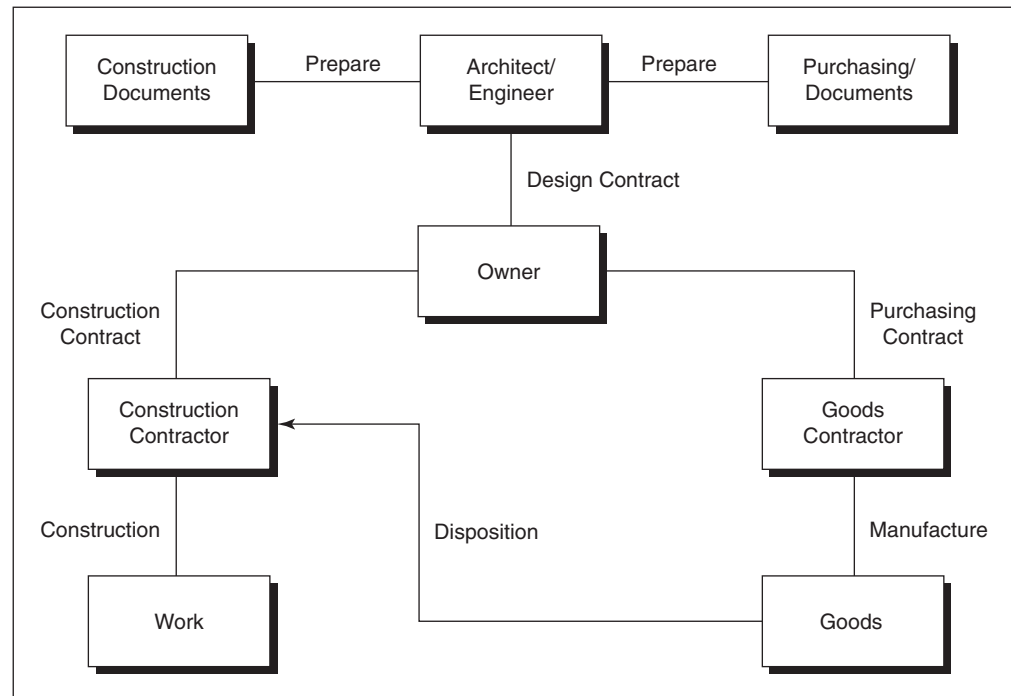 Construction
Documents
Prepare
Architect/
Engineer
Prepare
Purchasing/
Documents
Design Contract
Owner
Construction
Contract
Purchasing
Contract
Construction
Contractor
Goods
Contractor
Construction
Disposition
Manufacture
Work
Goods